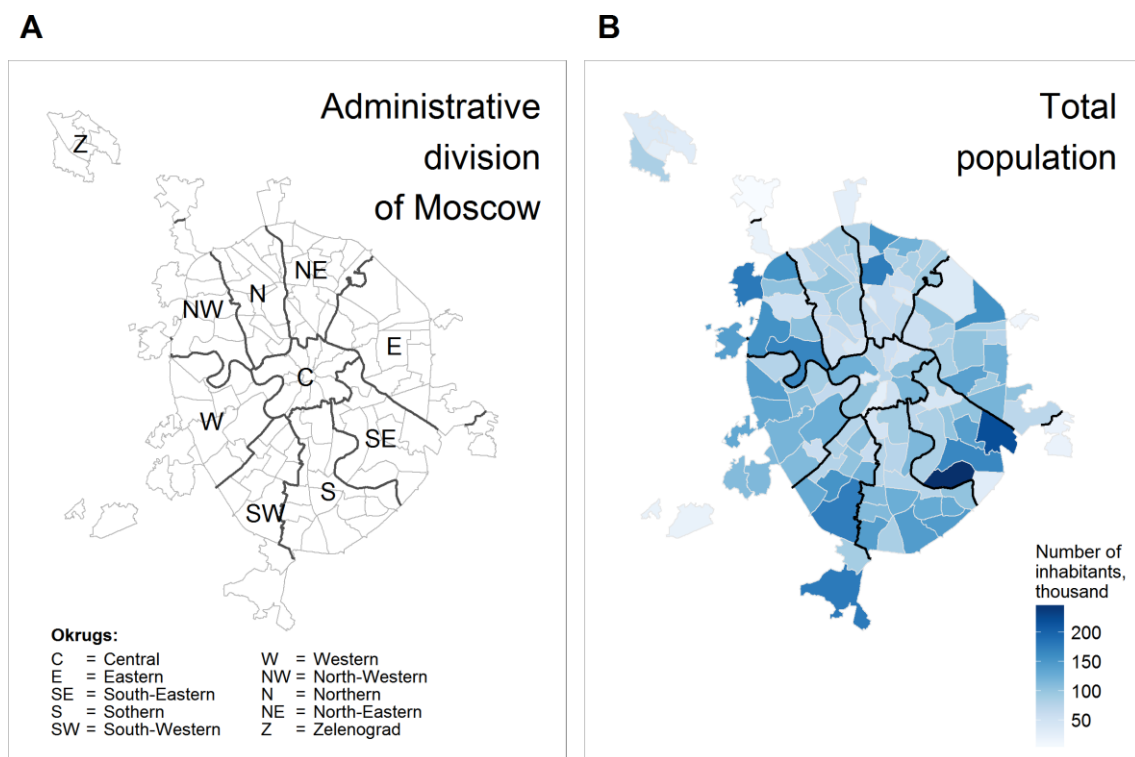 A
Administrative
division
of Moscow
Z
NE
N
NW
E
C
W
SE
S
SW
Okrugs:
C = Central
E = Eastern
SE = South-Eastern
S = Sothern
SW = South-Western
W = Western
NW = North-Western
N = Northern
NE = North-Eastern
Z = Zelenograd
B
Total
population
Number of
inhabitants,
thousand
200
150
100
50